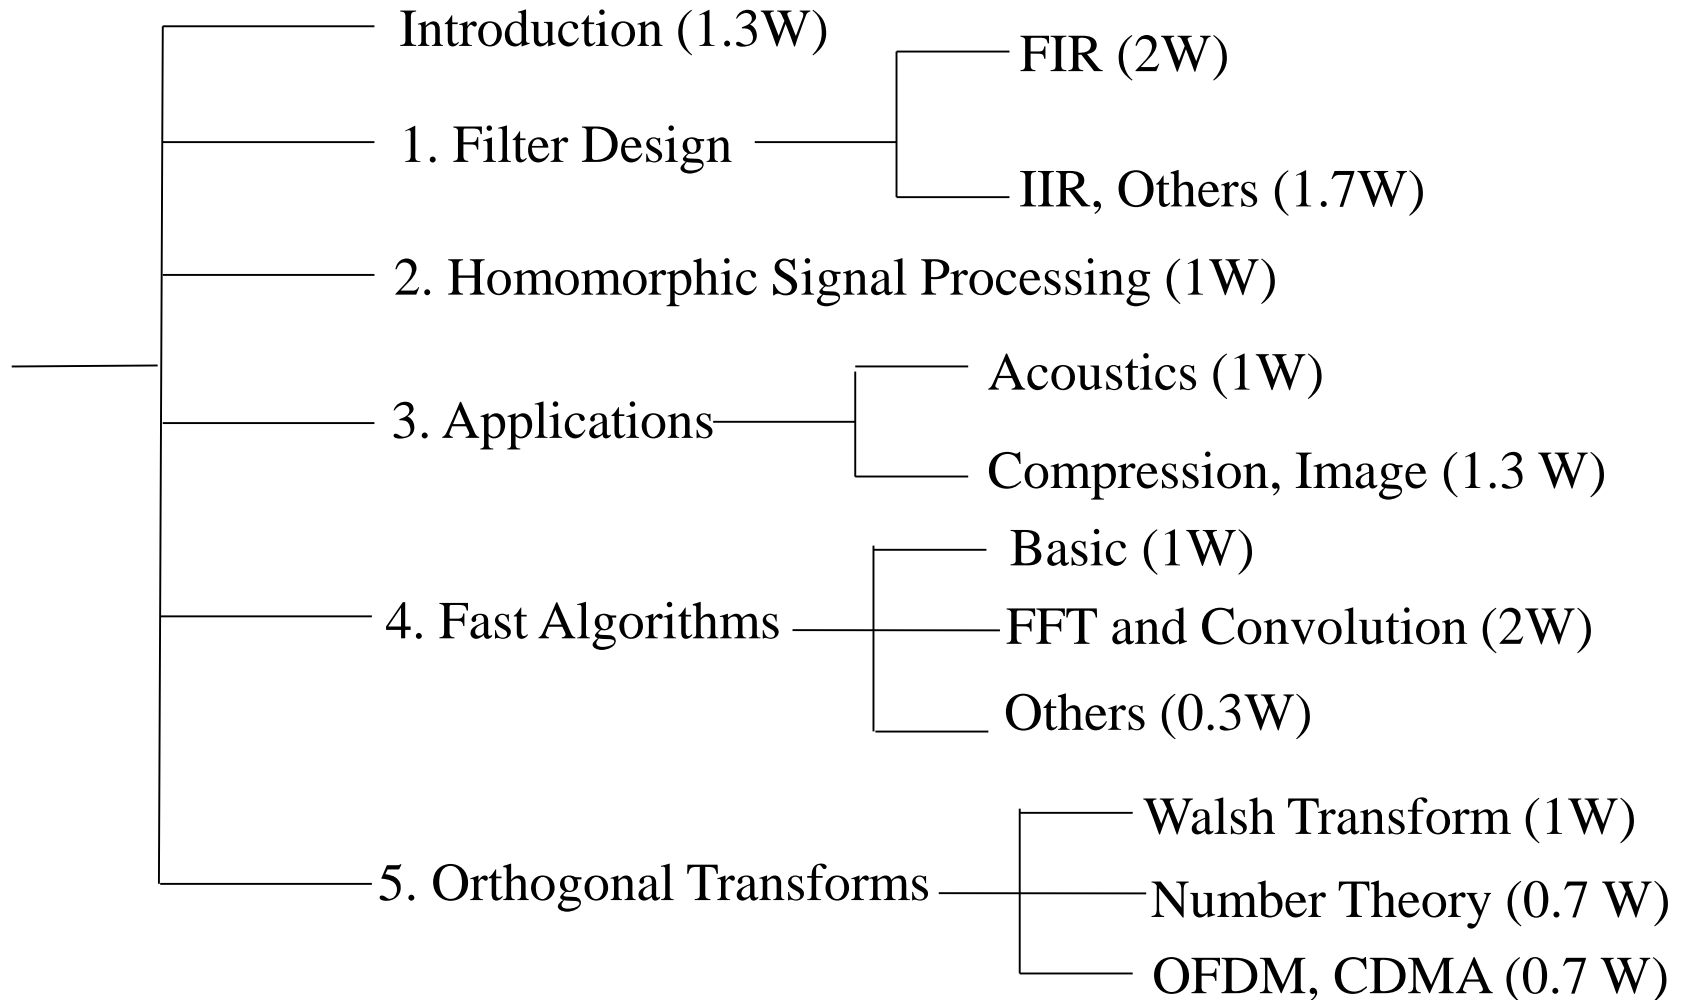 Introduction (1.3W)
FIR (2W)
1. Filter Design
IIR, Others (1.7W)
2. Homomorphic Signal Processing (1W)
Acoustics (1W)
3. Applications
Compression, Image (1.3 W)
Basic (1W)
4. Fast Algorithms
FFT and Convolution (2W)
Others (0.3W)
Walsh Transform (1W)
5. Orthogonal Transforms
Number Theory (0.7 W)
OFDM, CDMA (0.7 W)